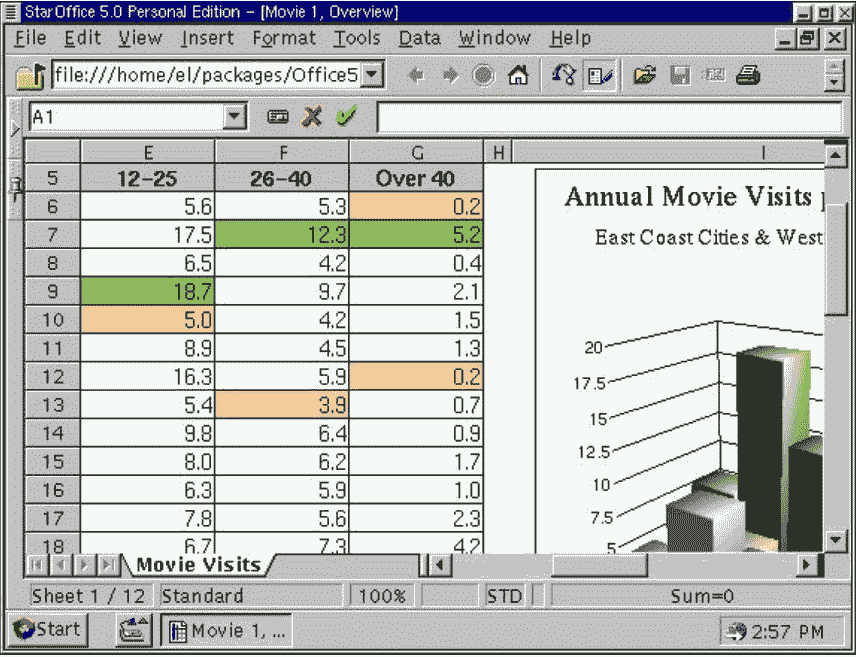 StarOffice 5.0 Personal Edition - [Movie 1, Overview]
File Edit View Insert Format Tools Data Window Help
file:///home/el/packages/Office5
A1
E F G H I
5 12-25 26-40 Over 40
6 5.6 5.3 0.2
7 17.5 12.3 5.2
8 6.5 4.2 0.4
9 18.7 9.7 2.1
10 5.0 4.2 1.5
11 8.9 4.5 1.3
12 16.3 5.9 0.2
13 5.4 3.9 0.7
14 9.8 6.4 0.9
15 8.0 6.2 1.7
16 6.3 5.9 1.0
17 7.8 5.6 2.3
18 6.7 7.3 4.2
Annual Movie Visits
East Coast Cities & West
20
17.5
15
12.5
10
7.5
5
Movie Visits
Sheet 1 / 12 Standard 100% STD Sum=0
Start Movie 1, ... 2:57 PM